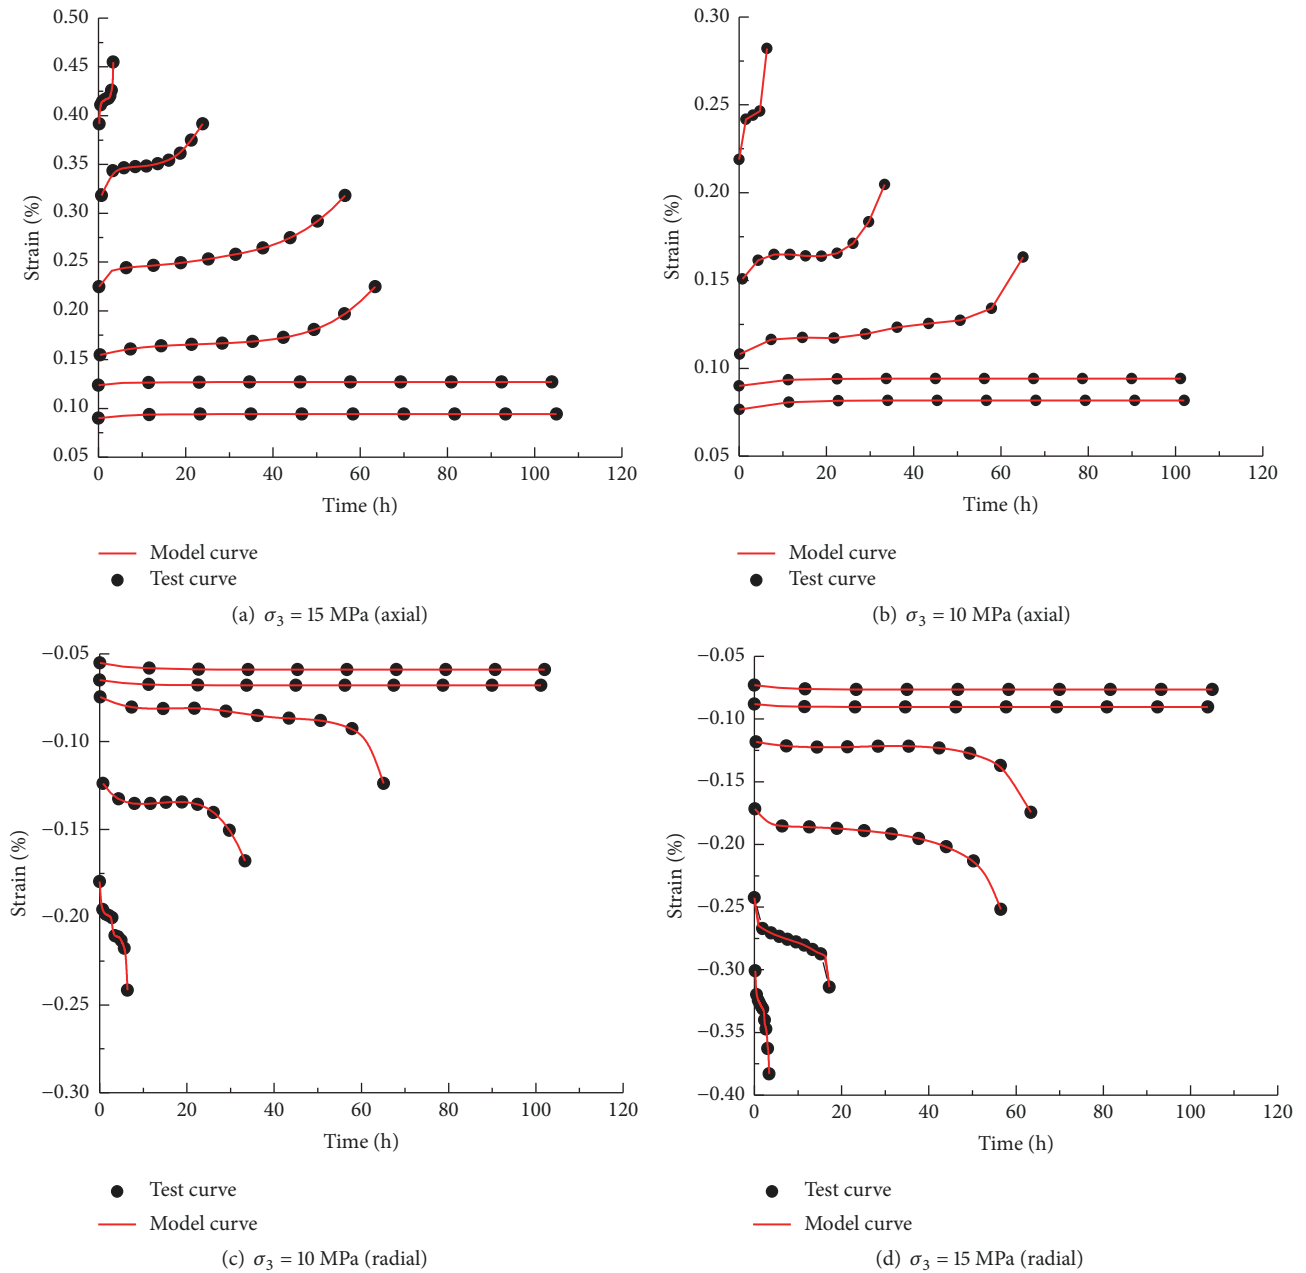 0.50
0.45
0.40
0.35
0.30
0.25
0.20
0.15
0.10
0.05
Strain (%)
0 20 40 60 80 100 120
Time (h)
Model curve
Test curve
(a) σ3 = 15 MPa (axial)
0.30
0.25
0.20
0.15
0.10
0.05
Strain (%)
0 20 40 60 80 100 120
Time (h)
Model curve
Test curve
(b) σ3 = 10 MPa (axial)
−0.05
−0.10
−0.15
−0.20
−0.25
−0.30
Strain (%)
0 20 40 60 80 100 120
Time (h)
Test curve
Model curve
(c) σ3 = 10 MPa (radial)
−0.05
−0.10
−0.15
−0.20
−0.25
−0.30
−0.35
−0.40
Strain (%)
0 20 40 60 80 100 120
Time (h)
Test curve
Model curve
(d) σ3 = 15 MPa (radial)